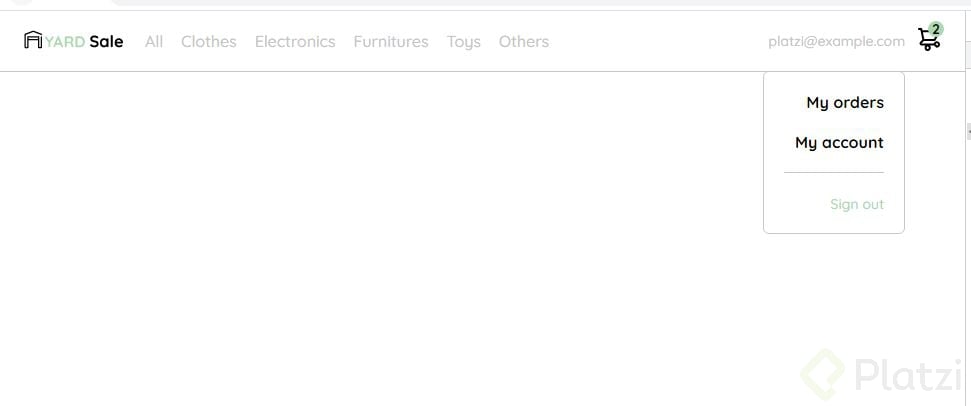 YARD Sale All Clothes Electronics Furnitures Toys Others platzi@example.com 2
My orders
My account
Sign out
Platzi